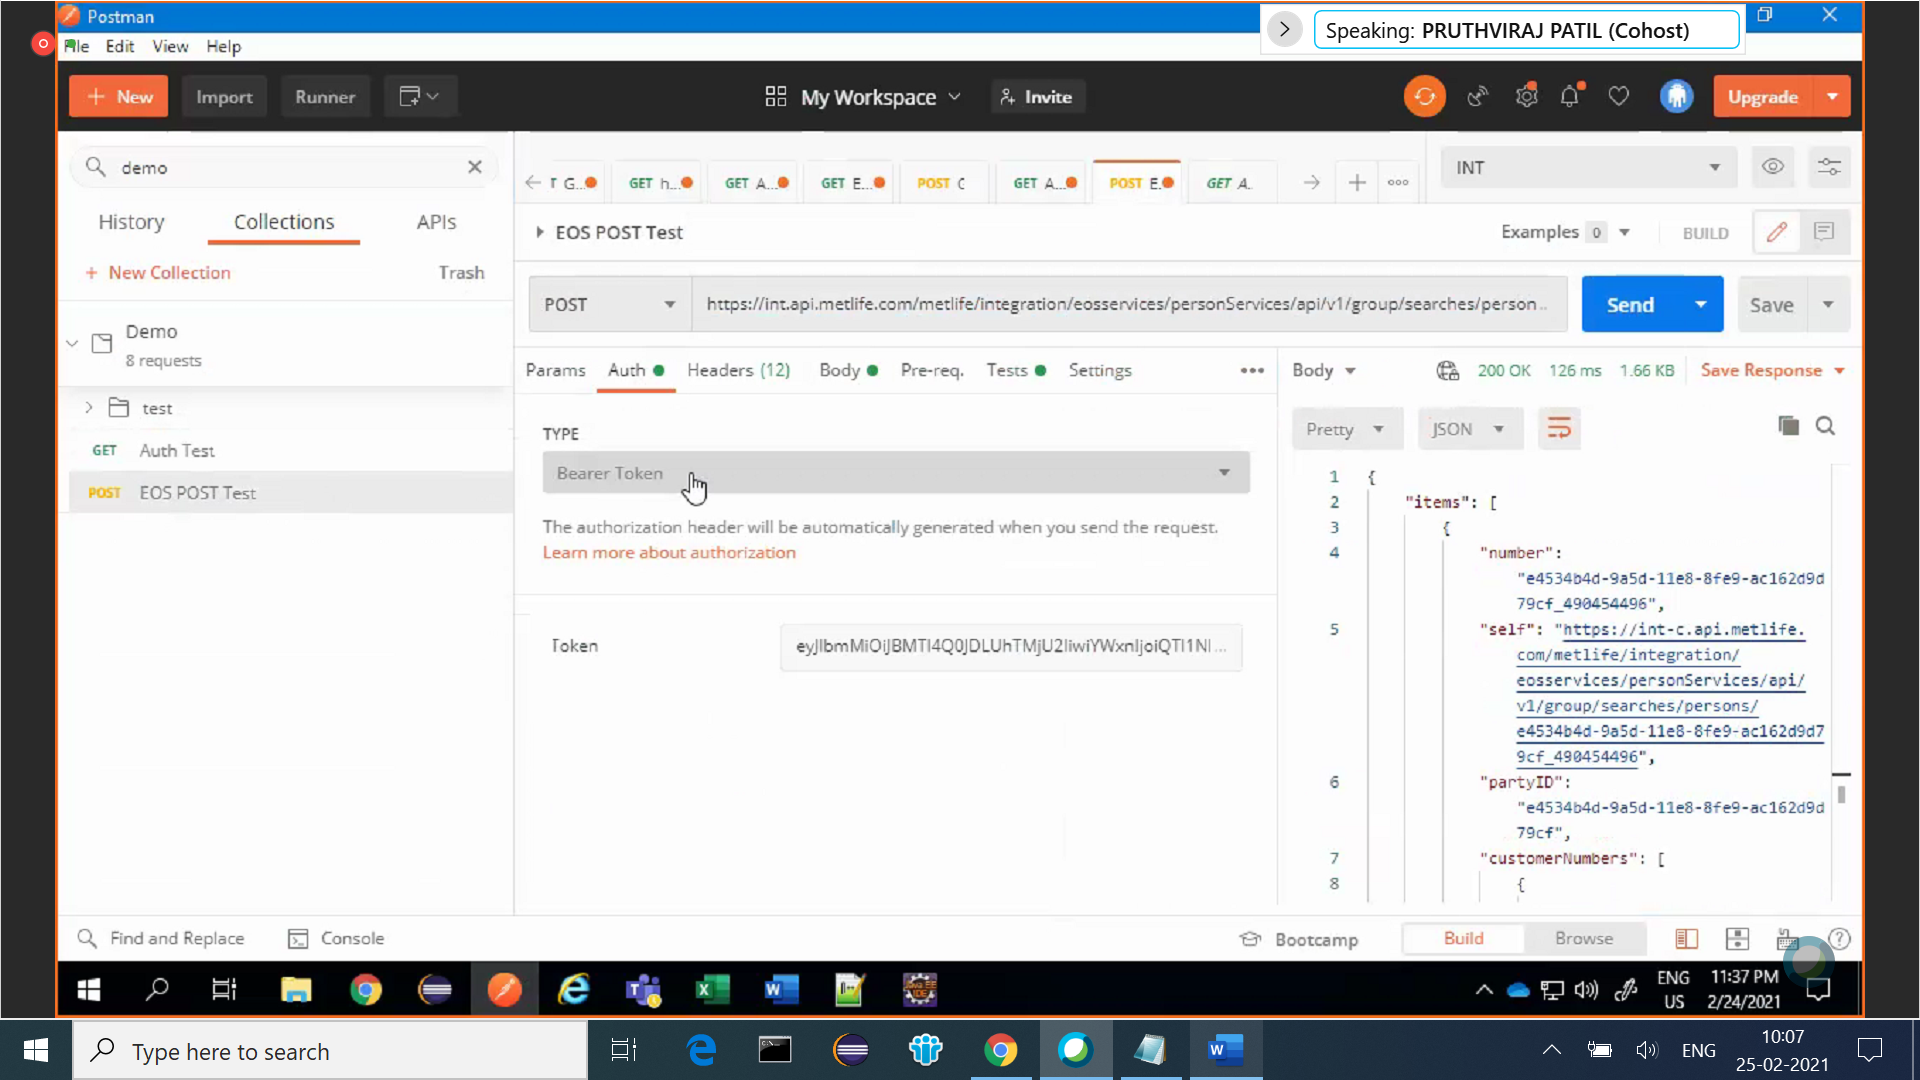 Postman
Speaking: PRUTHVIRAJ PATIL (Cohost)
File Edit View Help
+ New Import Runner My Workspace Invite Upgrade
demo
T G... GET h... GET A... GET E... POST C GET A... POST E. GET A. INT
History Collections APIs
EOS POST Test Examples 0 BUILD
+ New Collection Trash
POST https://int.api.metlife.com/metlife/integration/eosservices/personServices/api/v1/group/searches/person .. Send Save
Demo
8 requests
Params Auth Headers (12) Body Pre-req. Tests Settings Body 200 OK 126 ms 1.66 KB Save Response
test
GET Auth Test
POST EOS POST Test
TYPE
Bearer Token
The authorization header will be automatically generated when you send the request.
Learn more about authorization
Token
Pretty JSON
1 {
2 "items": [
3 {
4 "number":
"e4534b4d-9a5d-11e8-8fe9-ac162d9d
79cf_490454496",
5 "self": "https://int-c.api.metlife.
com/metlife/integration/
eosservices/personServices/api/
v1/group/searches/persons/
e4534b4d-9a5d-11e8-8fe9-ac162d9d7
9cf_490454496",
6 "partyID":
"e4534b4d-9a5d-11e8-8fe9-ac162d9d
79cf",
7 "customerNumbers": [
8 {
Find and Replace Console Bootcamp Build Browse
ENG
US
11:37 PM
2/24/2021
Type here to search
ENG
10:07
25-02-2021